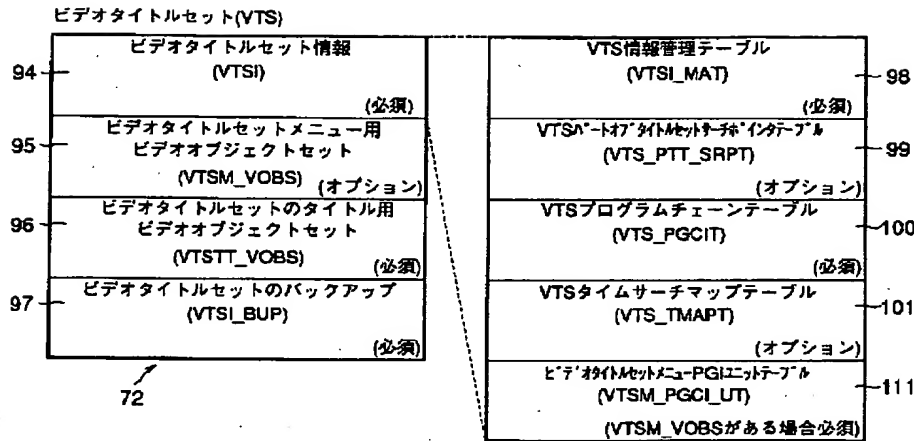 ビデオタイトルセット(VTS)
ビデオタイトルセット情報
(VTSI)
(必須)
94
ビデオタイトルセットメニュー用
ビデオオブジェクトセット
(VTSM_VOBS)
(オプション)
95
ビデオタイトルセットのタイトル用
ビデオオブジェクトセット
(VTSTT_VOBS)
(必須)
96
ビデオタイトルセットのバックアップ
(VTSI_BUP)
(必須)
97
72
VTS情報管理テーブル
(VTSI_MAT)
(必須)
98
VTSパートオブタイトルセットサーチポインタテーブル
(VTS_PTT_SRPT)
(オプション)
99
VTSプログラムチェーンテーブル
(VTS_PGCIT)
(必須)
100
VTSタイムサーチマップテーブル
(VTS_TMAPT)
(オプション)
101
ビデオタイトルセットメニューPGIユニットテーブル
(VTSM_PGCI_UT)
(VTSM_VOBSがある場合必須)
111